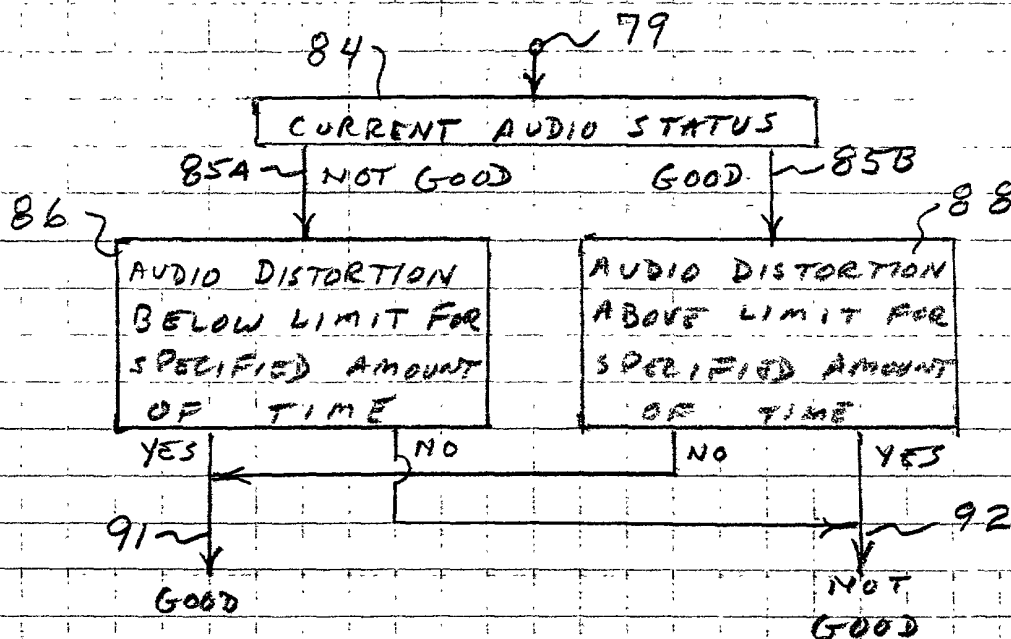 79
84
CURRENT AUDIO STATUS
85A NOT GOOD GOOD 85B
86 88
AUDIO DISTORTION
BELOW LIMIT FOR
SPECIFIED AMOUNT
OF TIME
AUDIO DISTORTION
ABOVE LIMIT FOR
SPECIFIED AMOUNT
OF TIME
YES NO NO YES
91 92
GOOD
NOT
GOOD